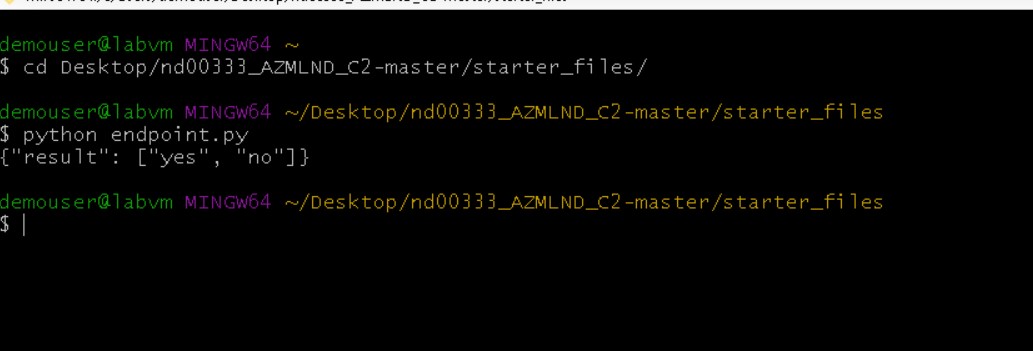 demouser@labvm MINGW64 ~
$ cd Desktop/nd00333_AZMLND_C2-master/starter_files/
demouser@labvm MINGW64 ~/Desktop/nd00333_AZMLND_C2-master/starter_files
$ python endpoint.py
{"result": ["yes", "no"]}
demouser@labvm MINGW64 ~/Desktop/nd00333_AZMLND_C2-master/starter_files
$